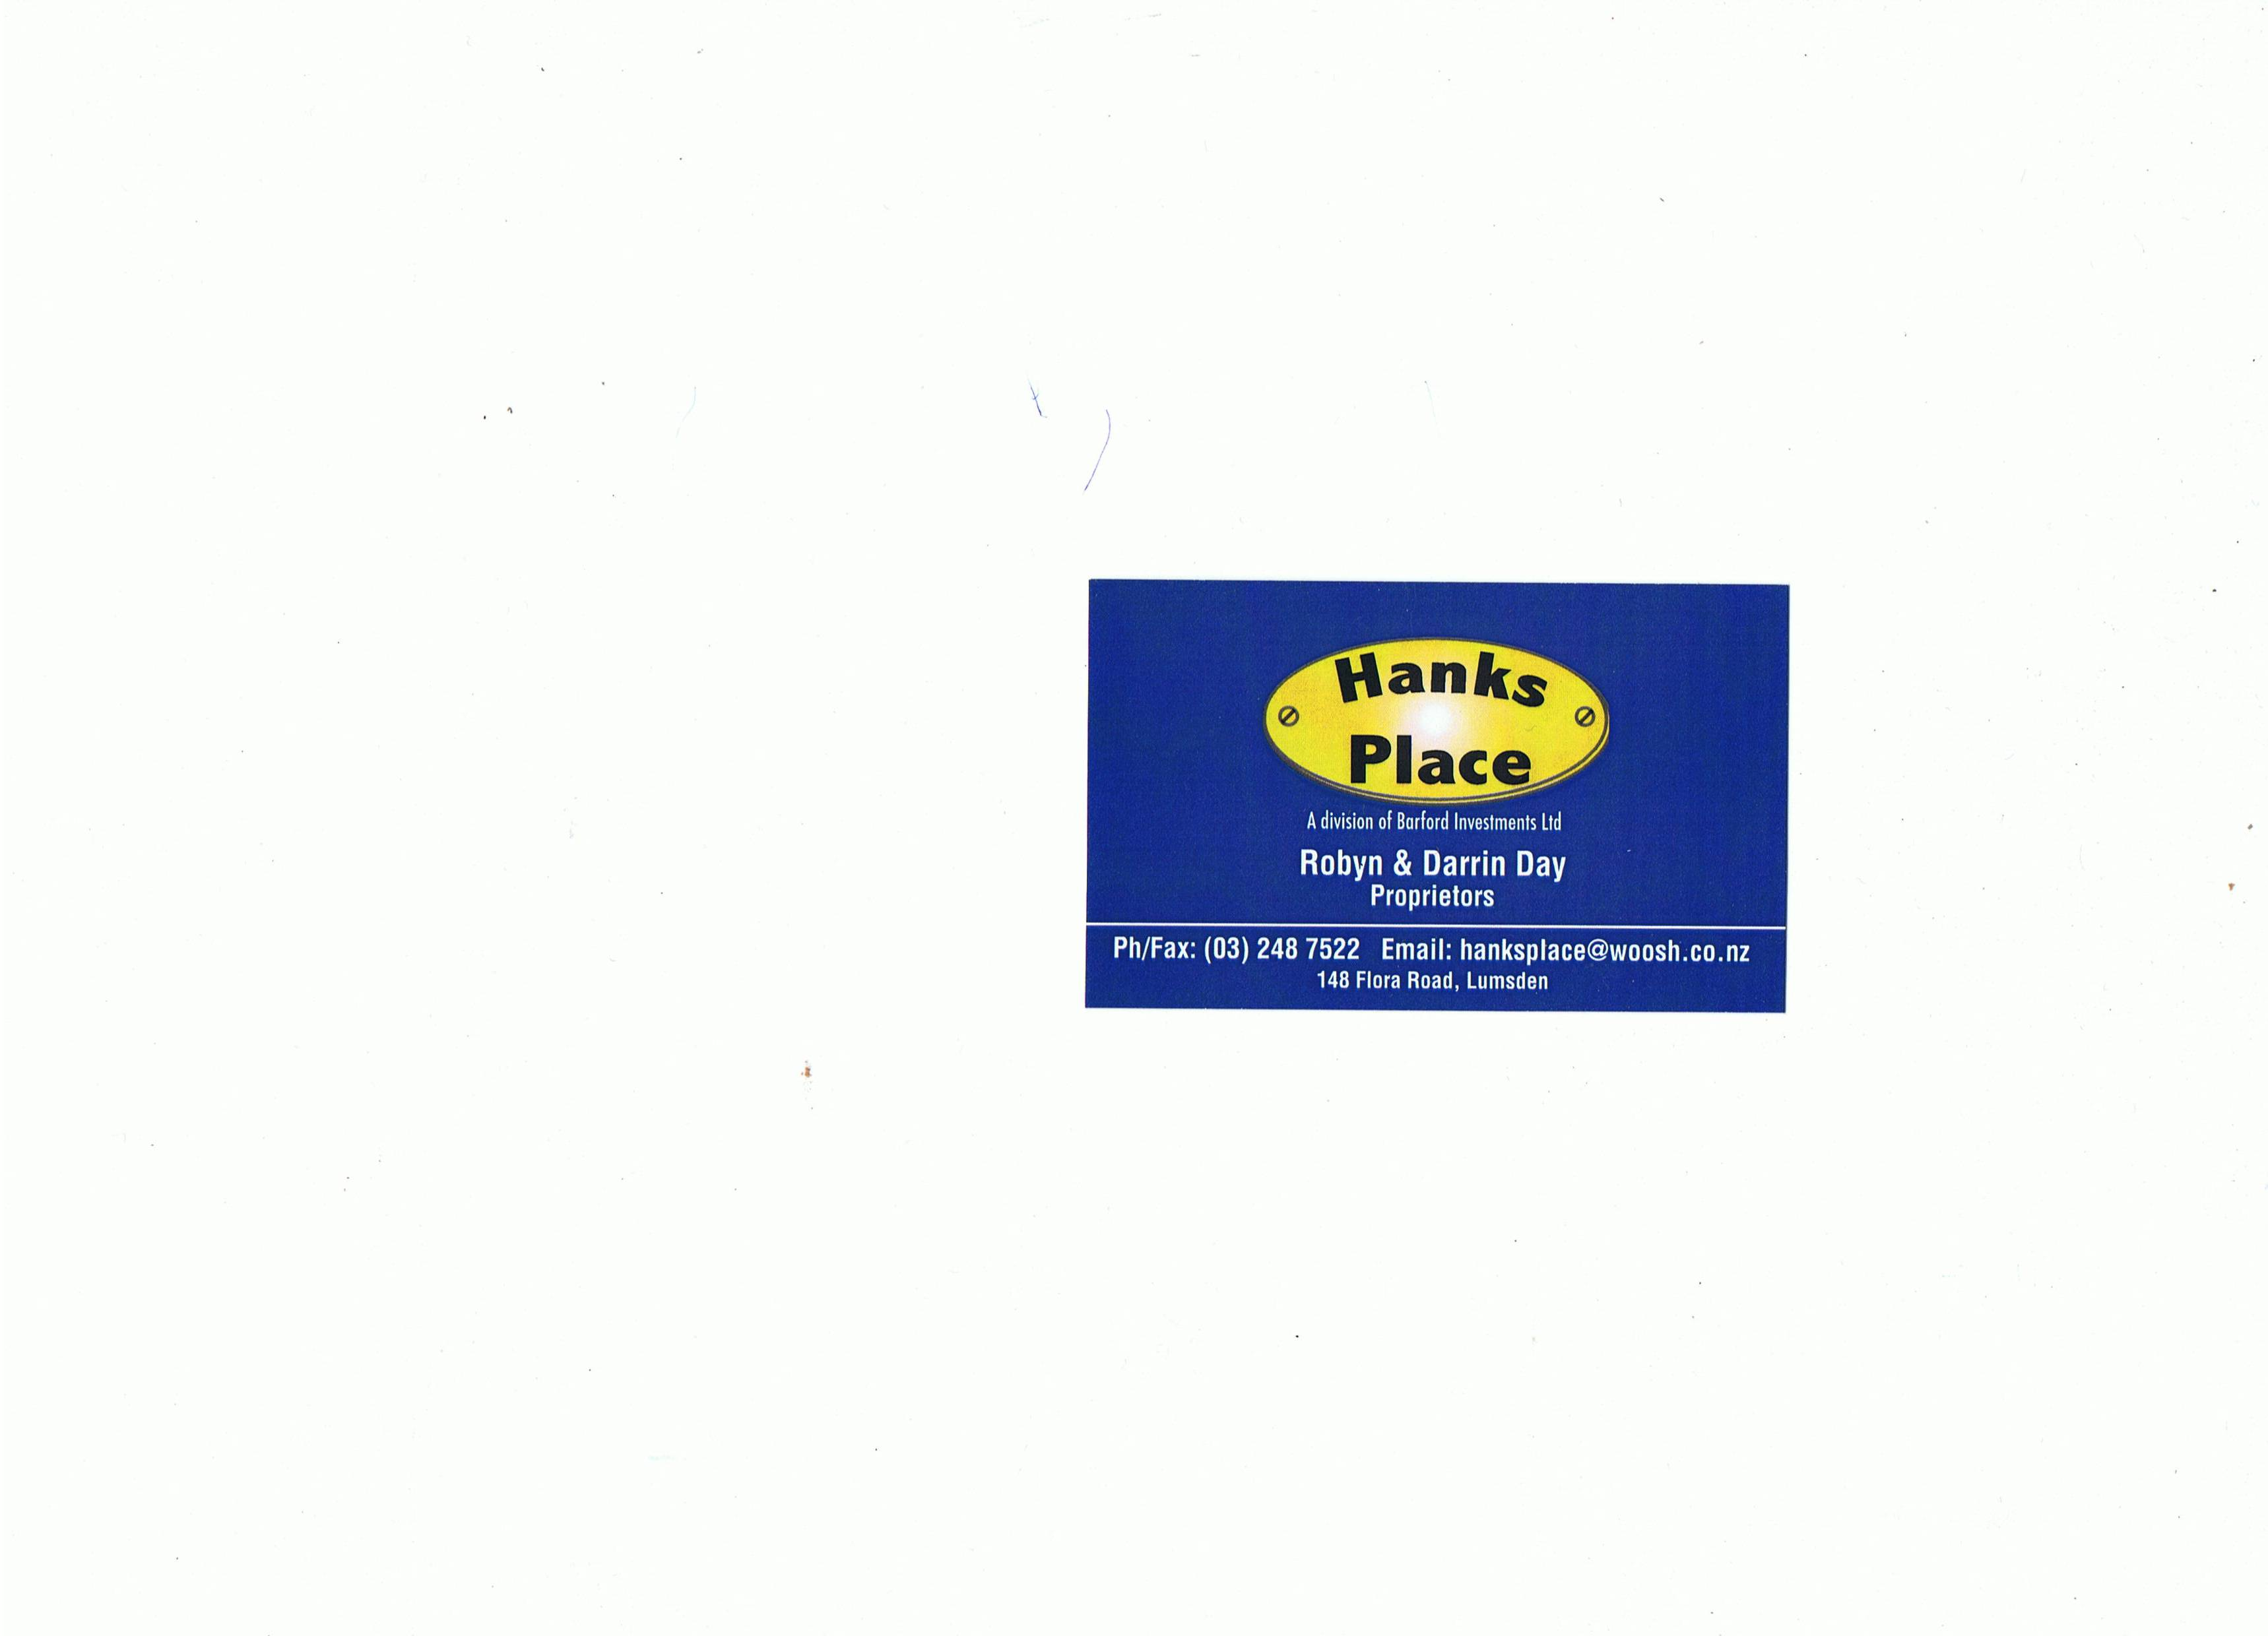 Hanks
Place
A division of Barford Investments Ltd
Robyn & Darrin Day
Proprietors
Ph/Fax: (03) 248 7522   Email: hanksplace@woosh.co.nz
148 Flora Road, Lumsden